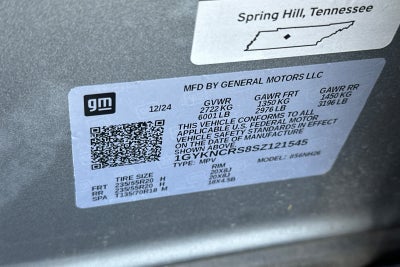 Spring Hill, Tennessee
MFD BY GENERAL MOTORS LLC
gm
12/24
GVWR
2722 KG
6001 LB
GAWR FRT
1350 KG
2976 LB
GAWR RR
1450 KG
3196 LB
THIS VEHICLE CONFORMS TO ALL
APPLICABLE U.S. FEDERAL MOTOR
VEHICLE SAFETY STANDARDS IN EFFECT
ON THE DATE OF MANUFACTURE
1GYKNCRS8SZ121545
TYPE: MPV
MODEL: 0S6NH26
TIRE SIZE
RIM
FRT 235/55R20 H 20X8J
RR 235/55R20 H 20X8J
SPA T135/70R18 M 18X4.5B